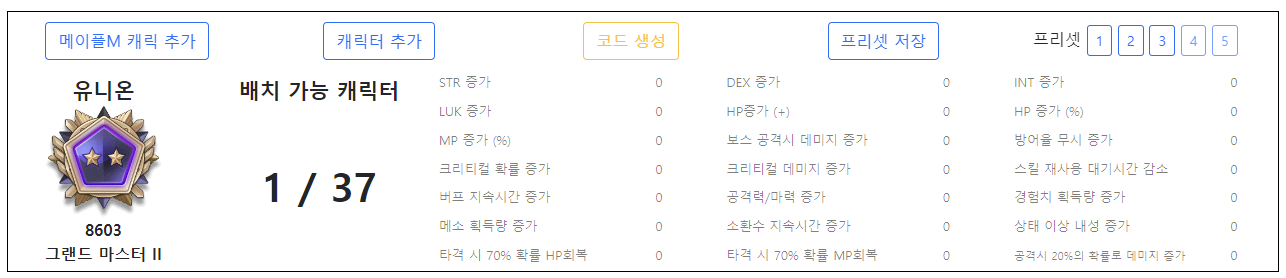 메이플M 캐릭 추가 캐릭터 추가 코드 생성 프리셋 저장 프리셋 1 2 3 4 5
유니온 배치 가능 캐릭터
1 / 37
8603
그랜드 마스터 II
STR 증가 0 DEX 증가 0 INT 증가 0
LUK 증가 0 HP증가 (+) 0 HP 증가 (%) 0
MP 증가 (%) 0 보스 공격시 데미지 증가 0 방어율 무시 증가 0
크리티컬 확률 증가 0 크리티컬 데미지 증가 0 스킬 재사용 대기시간 감소 0
버프 지속시간 증가 0 공격력/마력 증가 0 경험치 획득량 증가 0
메소 획득량 증가 0 소환수 지속시간 증가 0 상태 이상 내성 증가 0
타격 시 70% 확률 HP회복 0 타격 시 70% 확률 MP회복 0 공격시 20%의 확률로 데미지 증가 0